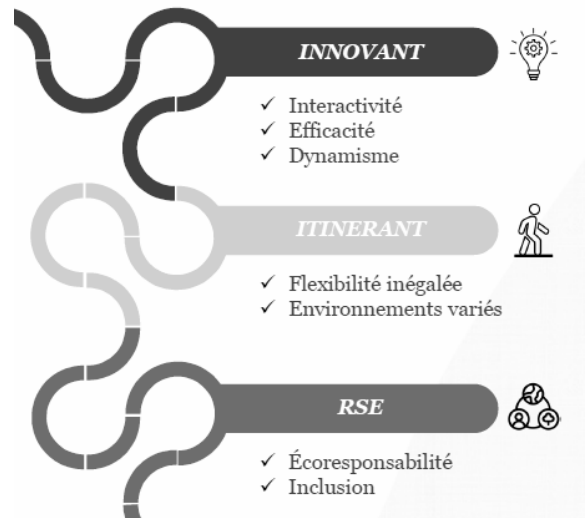 INNOVANT
✓ Interactivité
✓ Efficacité
✓ Dynamisme
ITINERANT
✓ Flexibilité inégalée
✓ Environnements variés
RSE
✓ Écoresponsabilité
✓ Inclusion